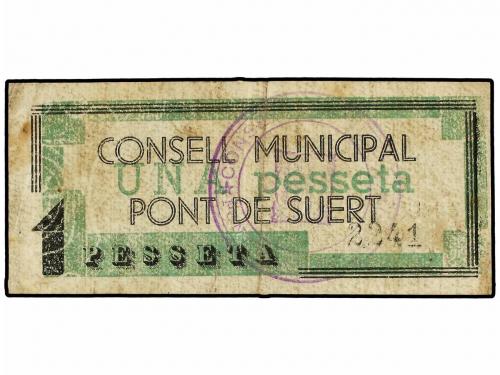 CONSELL MUNICIPAL
UNA pesseta
PONT DE SUERT
2241
1
PESSETA